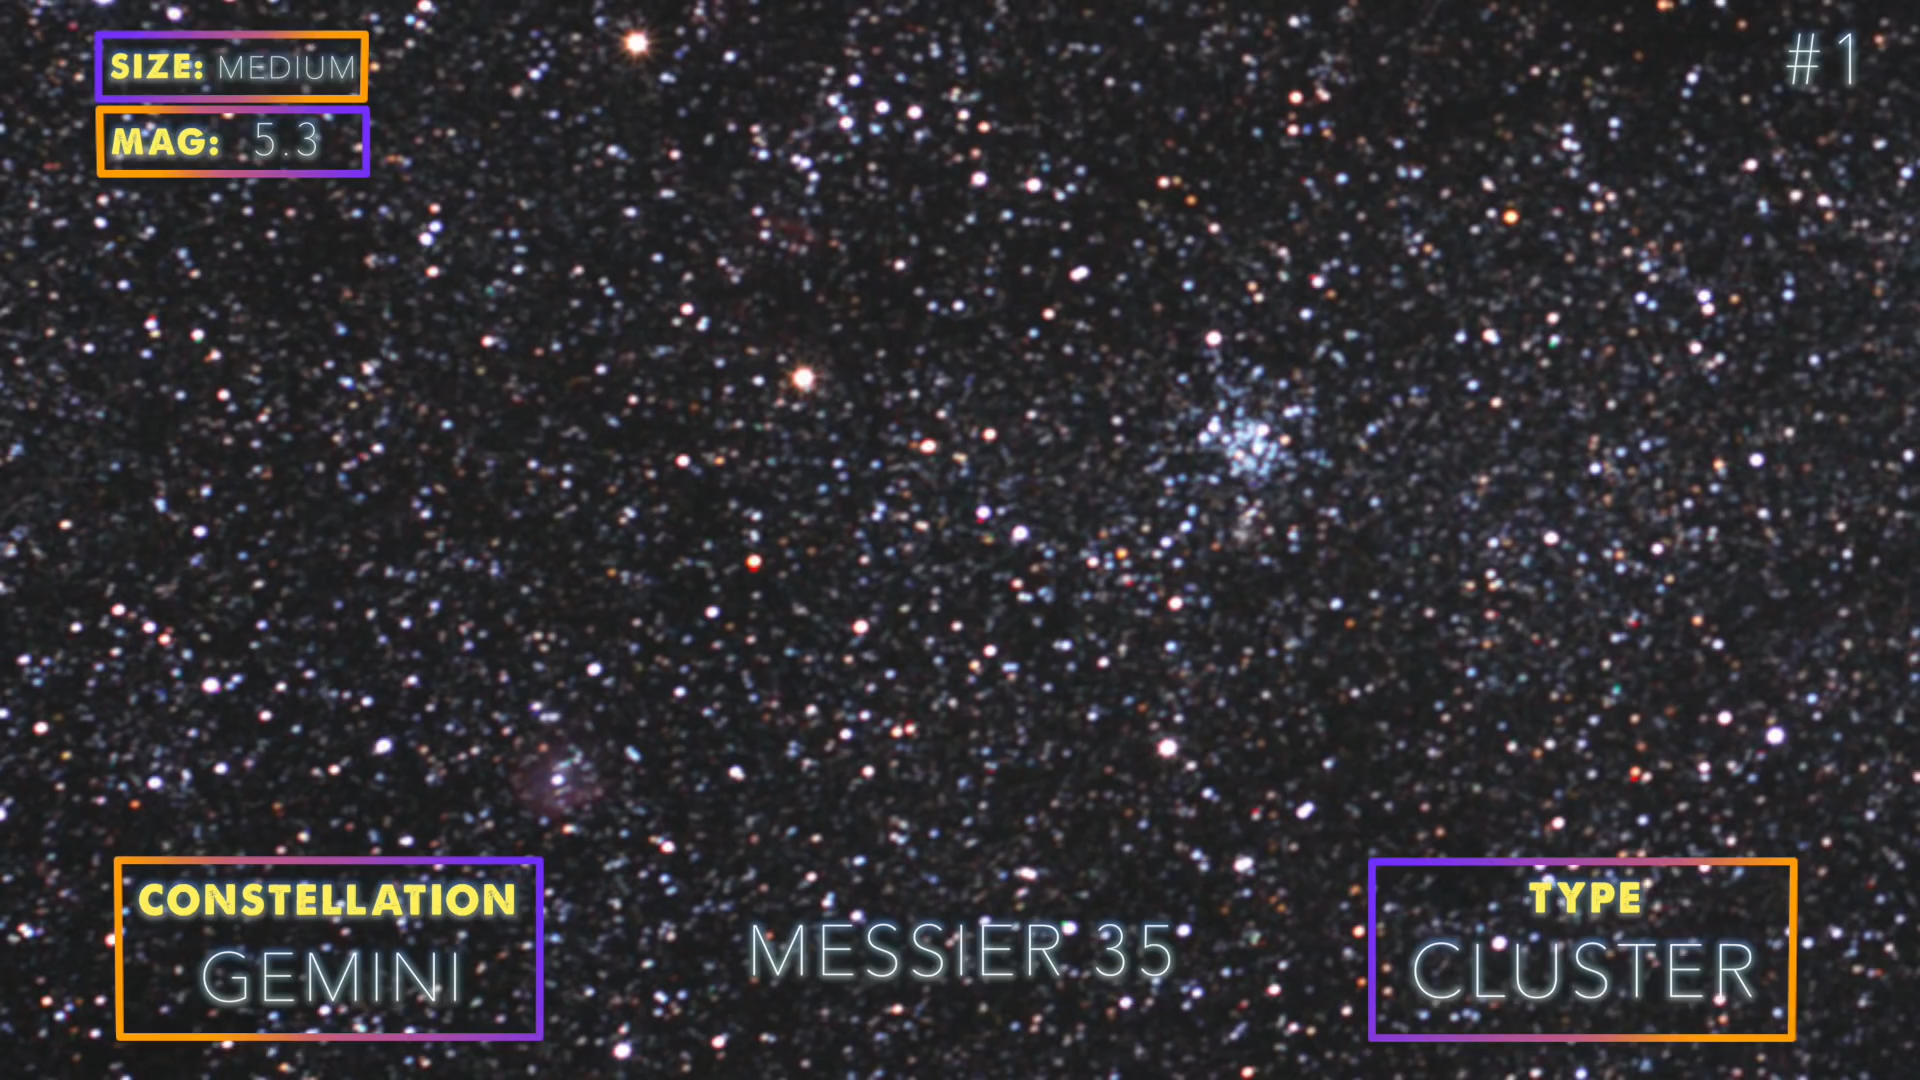 SIZE: MEDIUM
#1
MAG: 5.3
CONSTELLATION
GEMINI
MESSIER 35
TYPE
CLUSTER